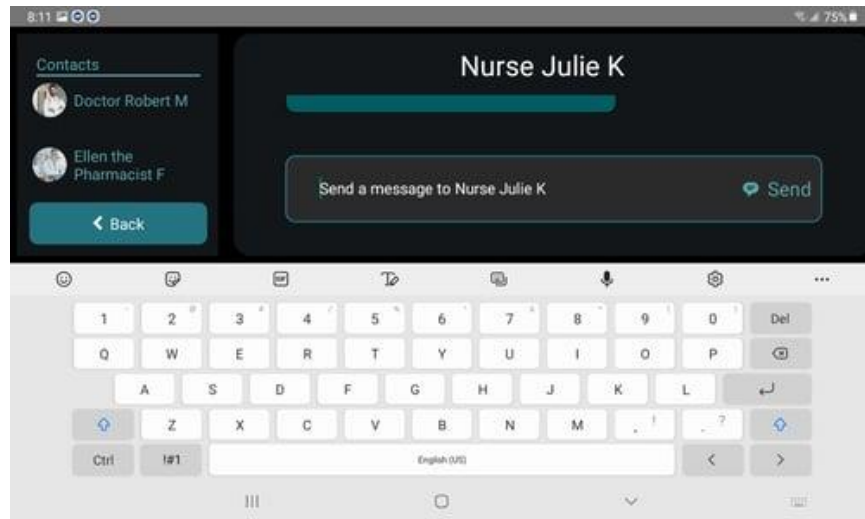 8:11
75%
Contacts
Doctor Robert M
Ellen the
Pharmacist F
Back
Nurse Julie K
Send a message to Nurse Julie K
Send
1 2 3 4 5 6 7 8 9 0 Del
Q W E R T Y U I O P
A S D F G H J K L
Z X C V B N M , ! . ?
Ctrl !#1 English (US) < >